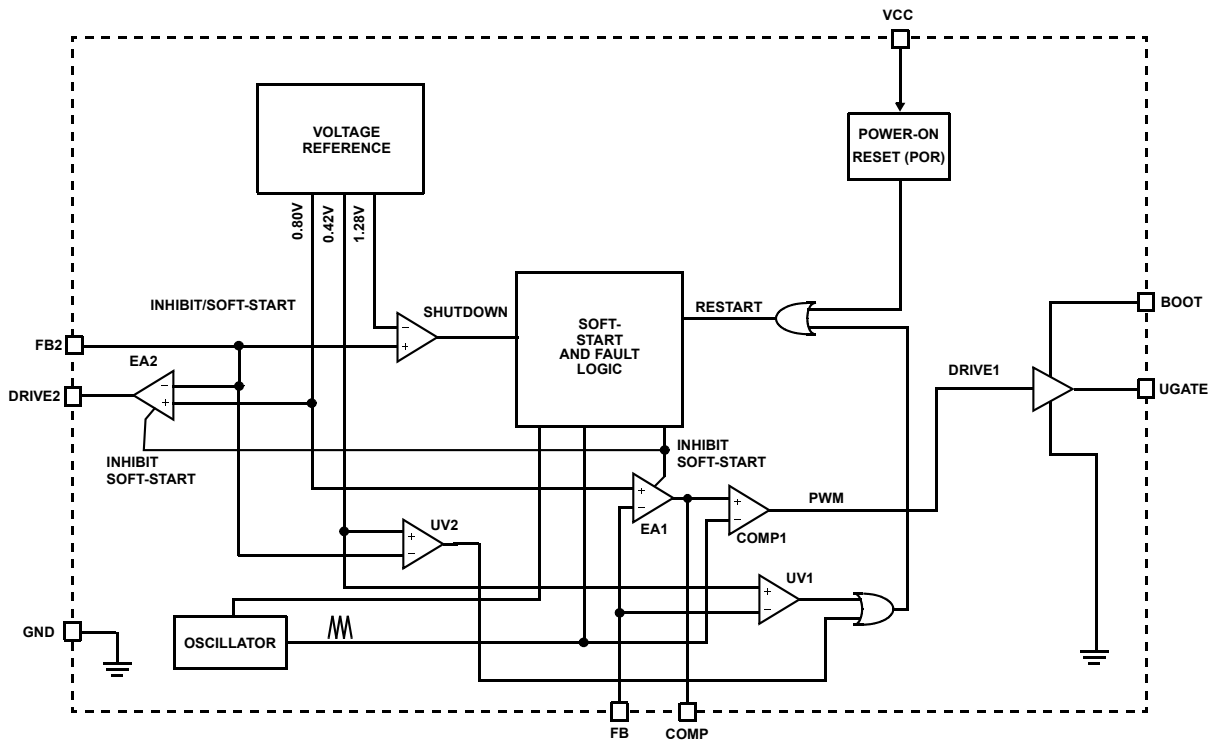 VCC
VOLTAGE
REFERENCE
POWER-ON
RESET (POR)
0.80V
0.42V
1.28V
INHIBIT/SOFT-START
SHUTDOWN
SOFT-
START
AND FAULT
LOGIC
RESTART
BOOT
FB2
EA2
−
+
DRIVE1
DRIVE2
−
+
UGATE
INHIBIT
SOFT-START
INHIBIT
SOFT-START
+
−
EA1
+
−
COMP1
PWM
UV2
+
−
UV1
+
−
GND
OSCILLATOR
FB
COMP